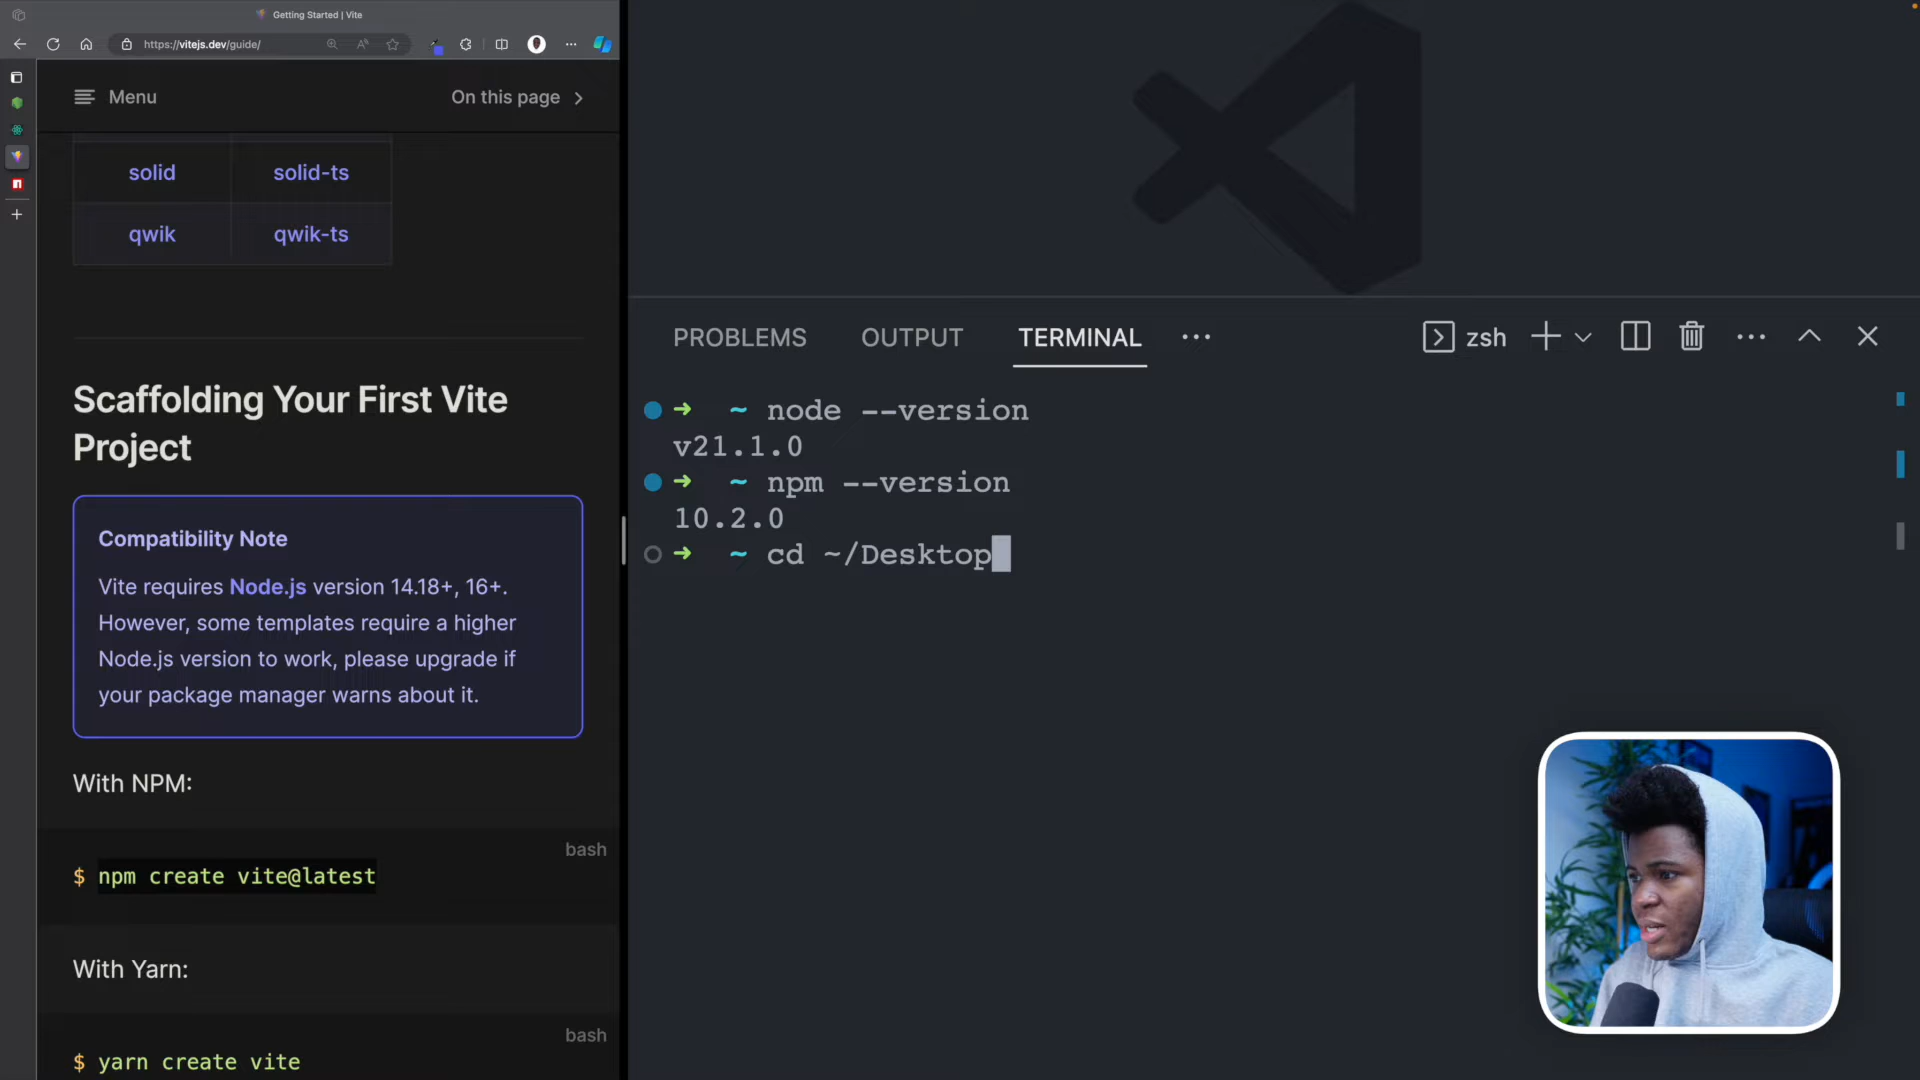 Getting Started | Vite
https://vitejs.dev/guide/
Menu
On this page
solid
solid-ts
qwik
qwik-ts
Scaffolding Your First Vite
Project
Compatibility Note
Vite requires Node.js version 14.18+, 16+.
However, some templates require a higher
Node.js version to work, please upgrade if
your package manager warns about it.
With NPM:
bash
$ npm create vite@latest
With Yarn:
bash
$ yarn create vite
PROBLEMS
OUTPUT
TERMINAL
zsh
➜ ~ node --version
v21.1.0
➜ ~ npm --version
10.2.0
➜ ~ cd ~/Desktop